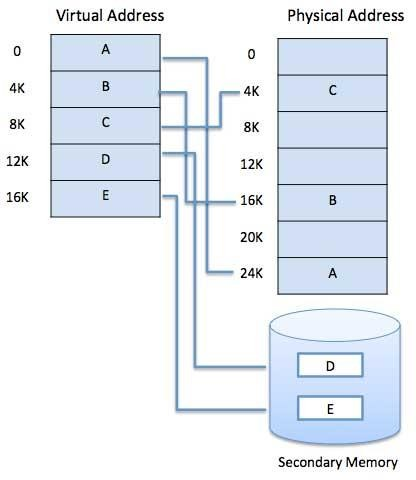 Virtual Address
Physical Address
0
4K
8K
12K
16K
A
B
C
D
E
0
4K
8K
12K
16K
20K
24K
C
B
A
D
E
Secondary Memory